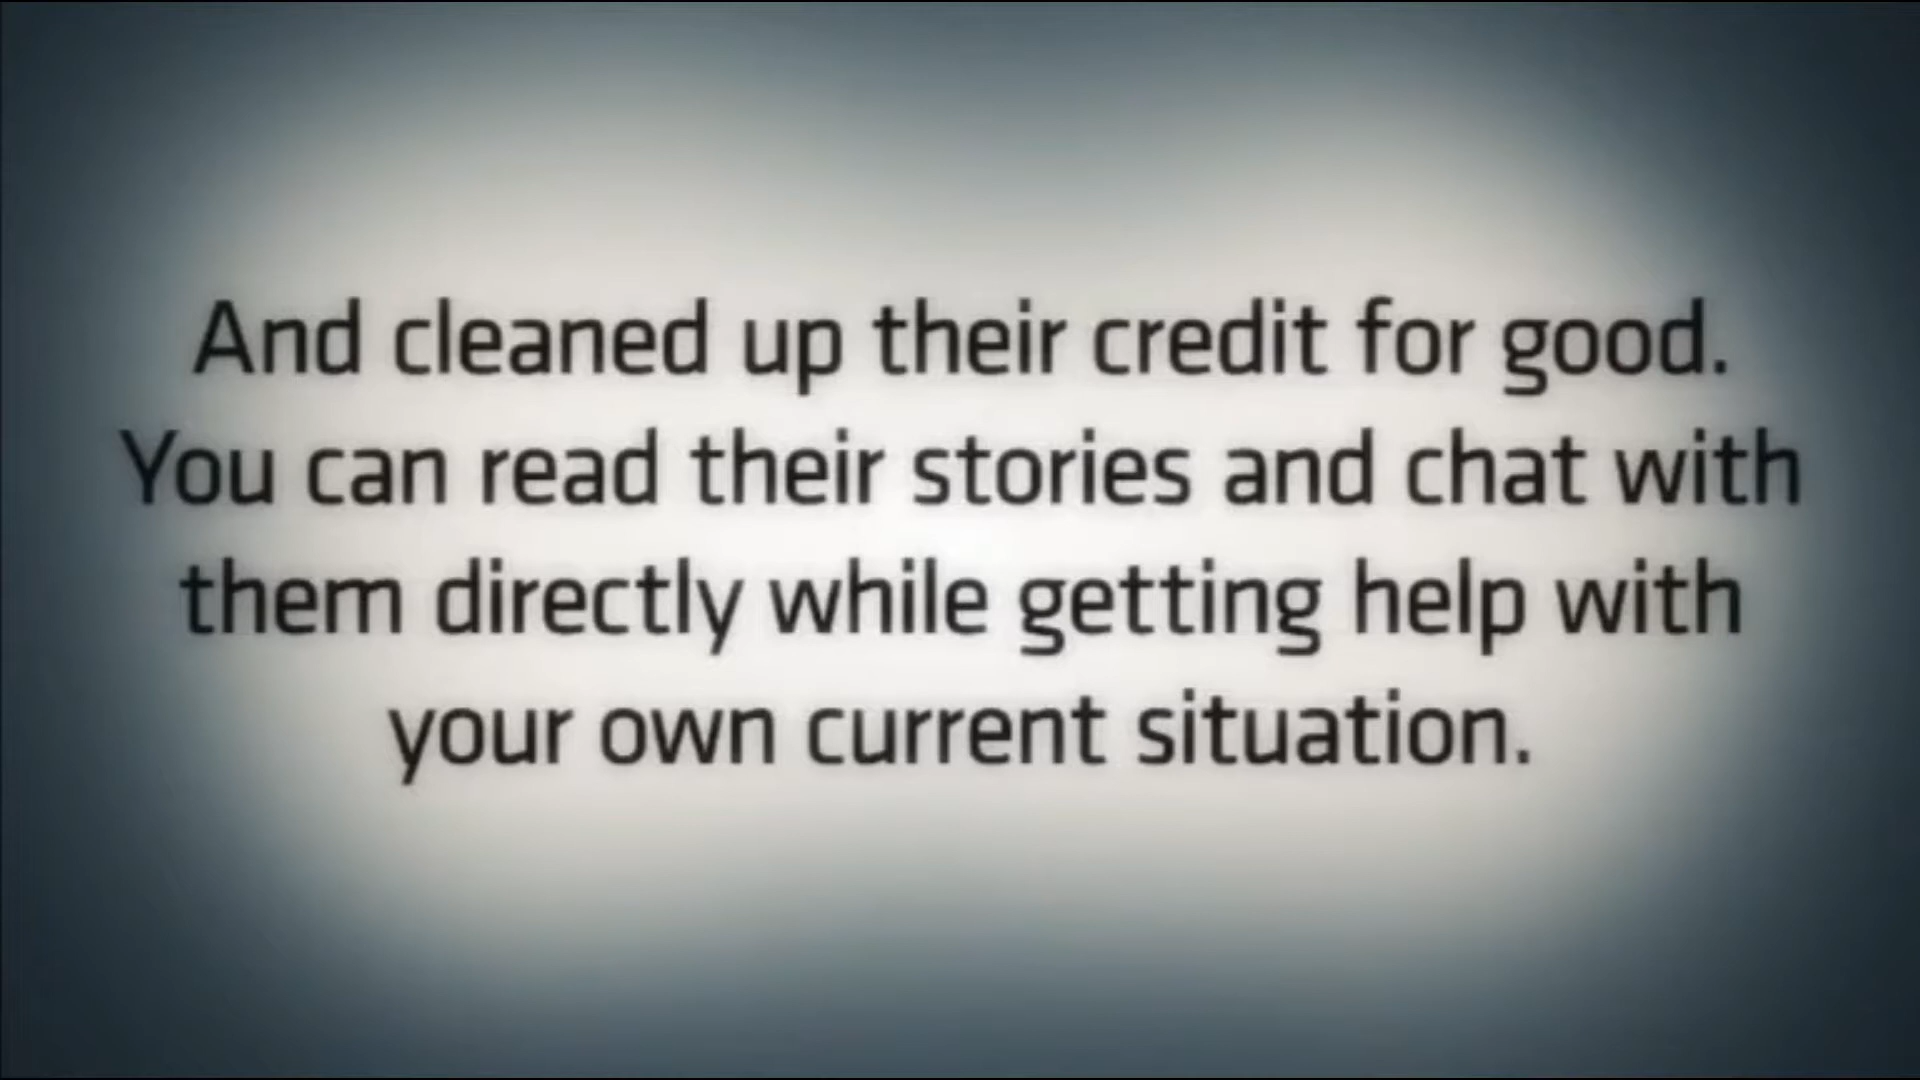 And cleaned up their credit for good.
You can read their stories and chat with
them directly while getting help with
your own current situation.